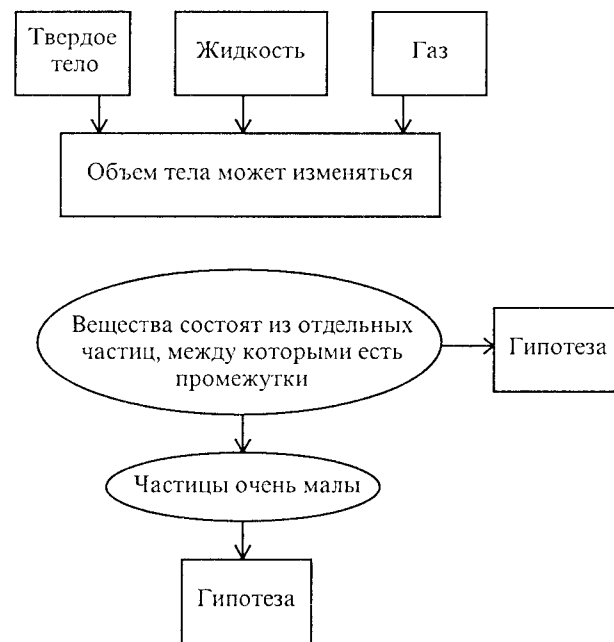 Твердое
тело
Жидкость
Газ
Объем тела может изменяться
Вещества состоят из отдельных
частиц, между которыми есть
промежутки
Гипотеза
Частицы очень малы
Гипотеза